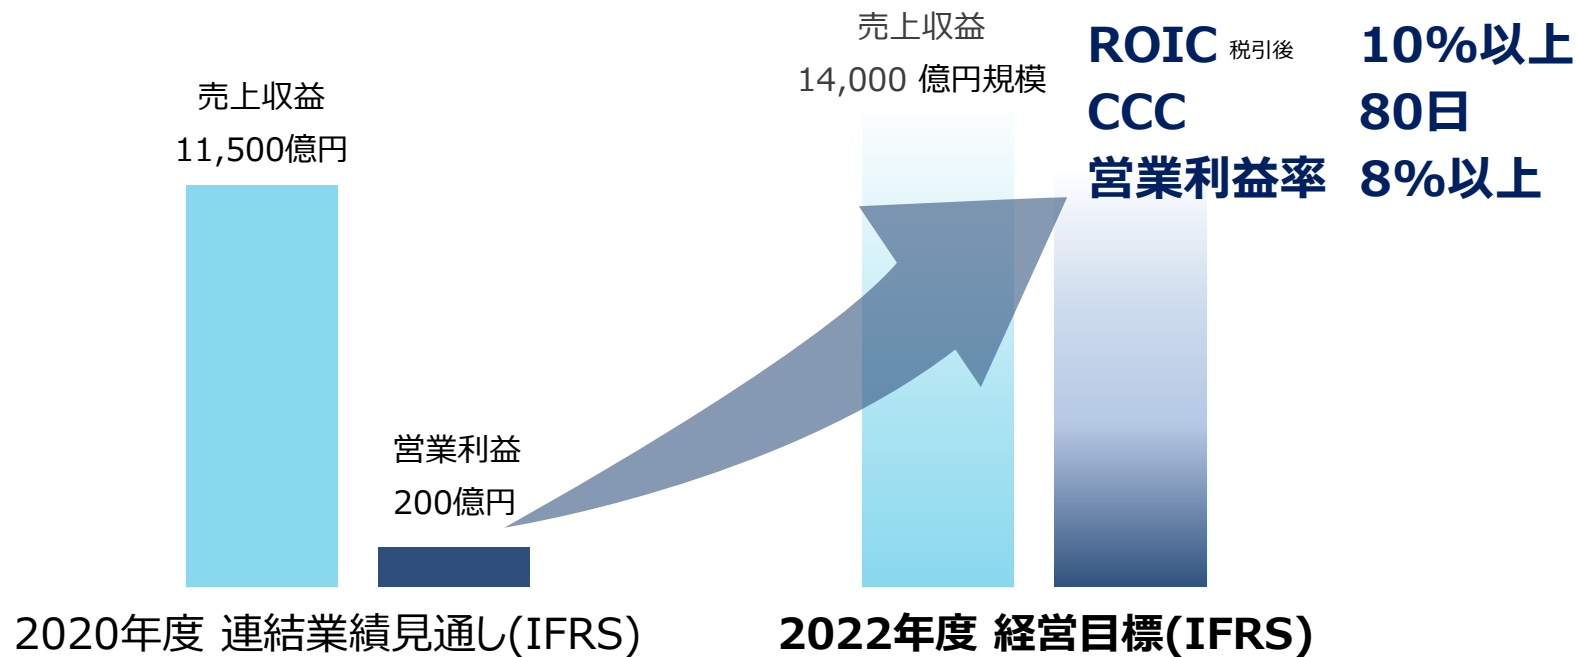 売上収益
11,500億円
営業利益
200億円
2020年度 連結業績見通し(IFRS)
売上収益
14,000 億円規模
ROIC 税引後 10%以上
CCC 80日
営業利益率 8%以上
2022年度 経営目標(IFRS)